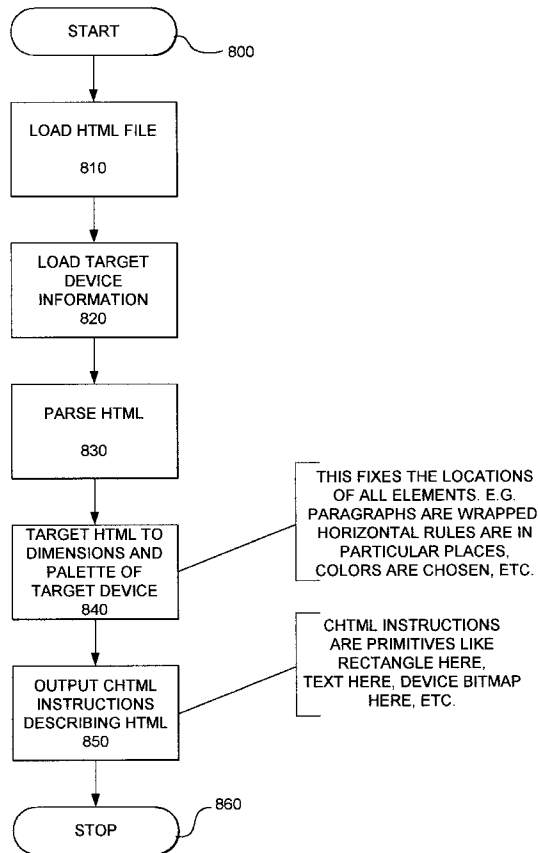 START
800
LOAD HTML FILE
810
LOAD TARGET
DEVICE
INFORMATION
820
PARSE HTML
830
TARGET HTML TO
DIMENSIONS AND
PALETTE OF
TARGET DEVICE
840
THIS FIXES THE LOCATIONS
OF ALL ELEMENTS. E.G.
PARAGRAPHS ARE WRAPPED
HORIZONTAL RULES ARE IN
PARTICULAR PLACES,
COLORS ARE CHOSEN, ETC.
OUTPUT CHTML
INSTRUCTIONS
DESCRIBING HTML
850
CHTML INSTRUCTIONS
ARE PRIMITIVES LIKE
RECTANGLE HERE,
TEXT HERE, DEVICE BITMAP
HERE, ETC.
STOP
860